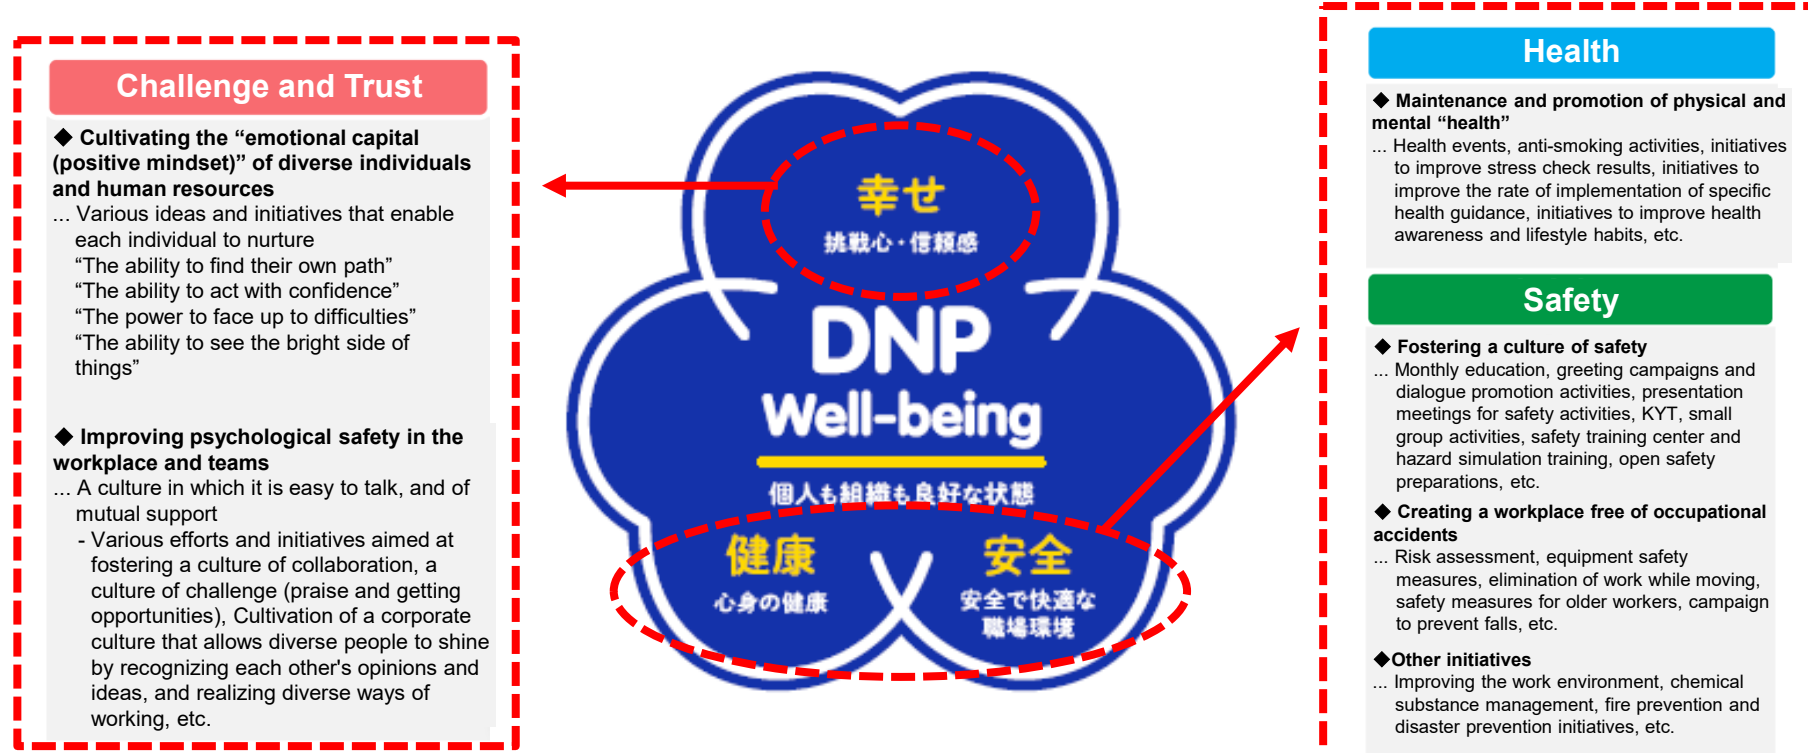 Challenge and Trust
◆ Cultivating the “emotional capital
(positive mindset)” of diverse individuals
and human resources
... Various ideas and initiatives that enable
each individual to nurture
“The ability to find their own path”
“The ability to act with confidence”
“The power to face up to difficulties”
“The ability to see the bright side of
things”
◆ Improving psychological safety in the
workplace and teams
... A culture in which it is easy to talk, and of
mutual support
- Various efforts and initiatives aimed at
fostering a culture of collaboration, a
culture of challenge (praise and getting
opportunities), Cultivation of a corporate
culture that allows diverse people to shine
by recognizing each other's opinions and
ideas, and realizing diverse ways of
working, etc.
幸せ
挑戦心・信頼感
DNP
Well-being
個人も組織も良好な状態
健康
心身の健康
安全
安全で快適な
職場環境
Health
◆ Maintenance and promotion of physical and
mental “health”
... Health events, anti-smoking activities, initiatives
to improve stress check results, initiatives to
improve the rate of implementation of specific
health guidance, initiatives to improve health
awareness and lifestyle habits, etc.
Safety
◆ Fostering a culture of safety
... Monthly education, greeting campaigns and
dialogue promotion activities, presentation
meetings for safety activities, KYT, small
group activities, safety training center and
hazard simulation training, open safety
preparations, etc.
◆ Creating a workplace free of occupational
accidents
... Risk assessment, equipment safety
measures, elimination of work while moving,
safety measures for older workers, campaign
to prevent falls, etc.
◆Other initiatives
... Improving the work environment, chemical
substance management, fire prevention and
disaster prevention initiatives, etc.